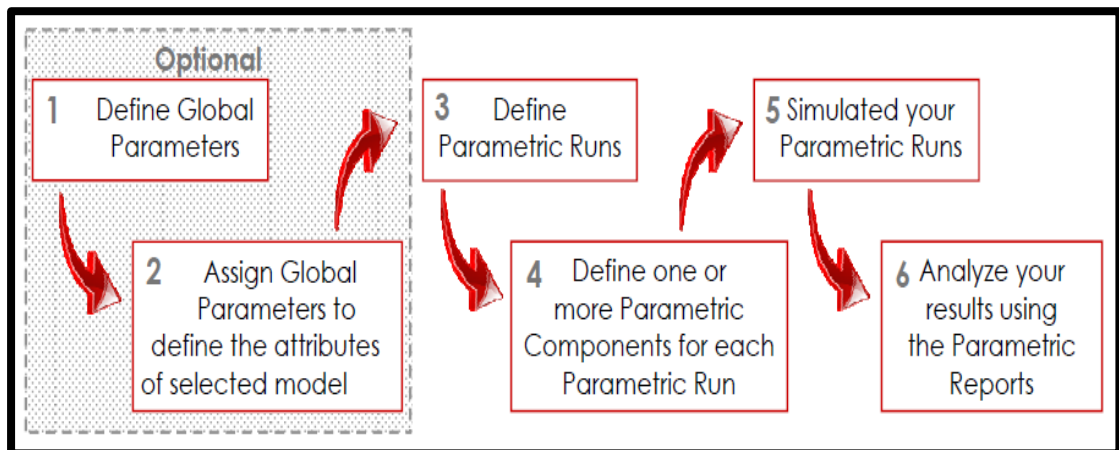 Optional
1 Define Global
Parameters
2 Assign Global
Parameters to
define the attributes
of selected model
3 Define
Parametric Runs
4 Define one or
more Parametric
Components for each
Parametric Run
5 Simulated your
Parametric Runs
6 Analyze your
results using
the Parametric
Reports